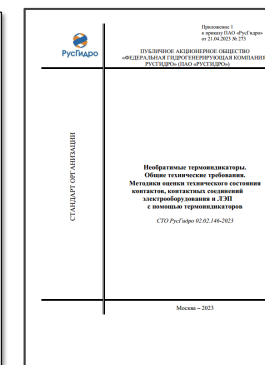 Приложение 1
к приказу ПАО «РусГидро»
от 21.04.2023 № 273
РусГидро
ПУБЛИЧНОЕ АКЦИОНЕРНОЕ ОБЩЕСТВО
«ФЕДЕРАЛЬНАЯ ГИДРОГЕНЕРИРУЮЩАЯ КОМПАНИЯ
РУСГИДРО» (ПАО «РУСГИДРО»)
СТАНДАРТ ОРГАНИЗАЦИИ
Необратимые термоиндикаторы.
Общие технические требования.
Методики оценки технического состояния
контактов, контактных соединений
электрооборудования и ЛЭП
с помощью термоиндикаторов
СТО РусГидро 02.02.146-2023
Москва – 2023